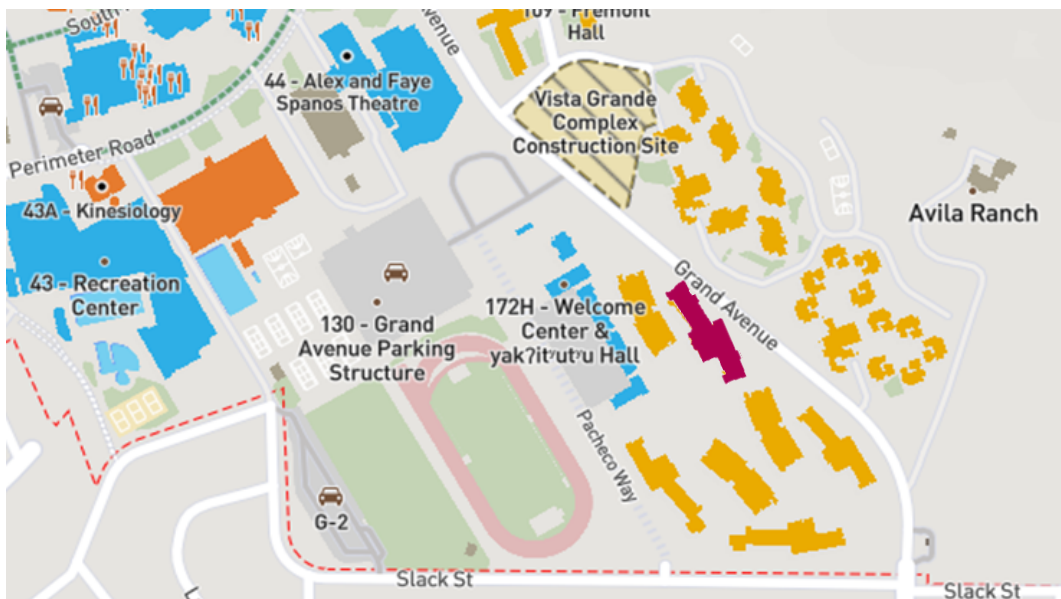 South
Avenue
109 - Fremont
Hall
44 - Alex and Faye
Spanos Theatre
Vista Grande
Complex
Construction Site
Perimeter Road
43A - Kinesiology
Avila Ranch
43 - Recreation
Center
Grand Avenue
172H - Welcome
Center &
yakʔitʸutʸu Hall
130 - Grand
Avenue Parking
Structure
Pacheco Way
G-2
Slack St
Slack St